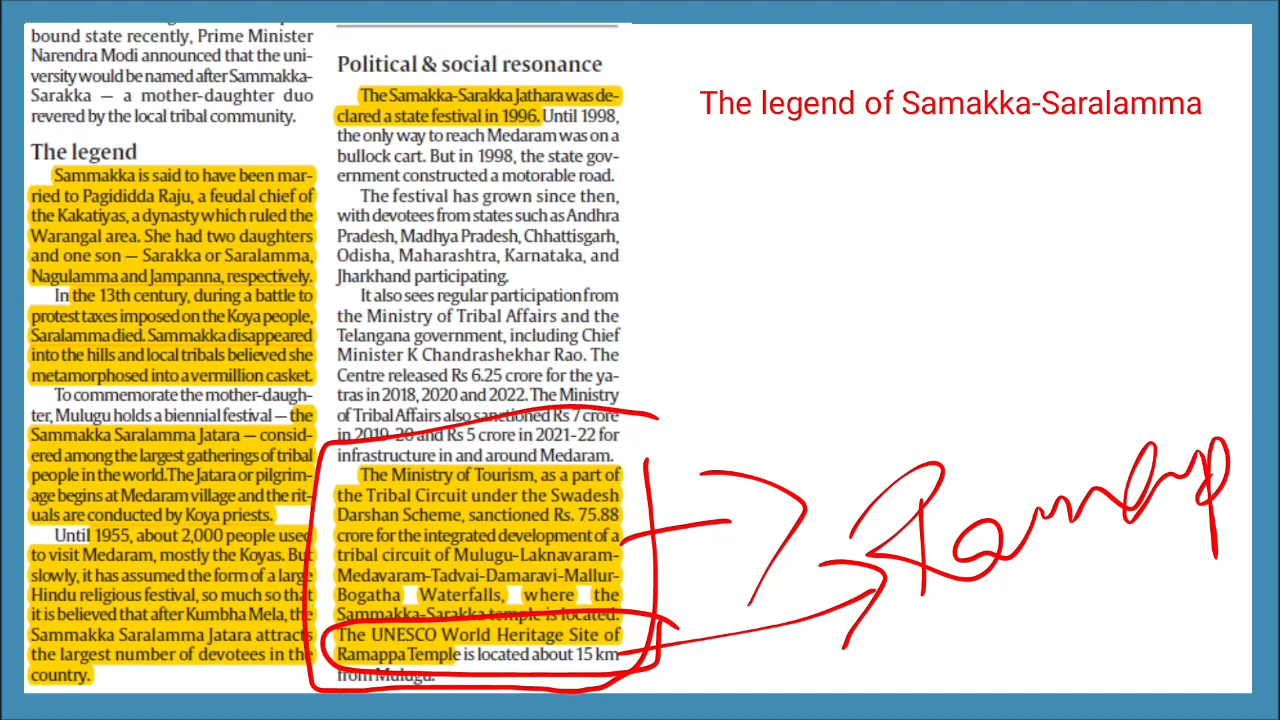 bound state recently, Prime Minister
Narendra Modi announced that the uni-
versity would be named after Sammakka-
Sarakka — a mother-daughter duo
revered by the local tribal community.
The legend
Sammakka is said to have been mar-
ried to Pagididda Raju, a feudal chief of
the Kakatiyas, a dynasty which ruled the
Warangal area. She had two daughters
and one son — Sarakka or Saralamma,
Nagulamma and Jampanna, respectively.
In the 13th century, during a battle to
protest taxes imposed on the Koya people,
Saralamma died. Sammakka disappeared
into the hills and local tribals believed she
metamorphosed into a vermillion casket.
To commemorate the mother-daugh-
ter, Mulugu holds a biennial festival — the
Sammakka Saralamma Jatara — consid-
ered among the largest gatherings of tribal
people in the world.The Jatara or pilgrim-
age begins at Medaram village and the rit-
uals are conducted by Koya priests.
Until 1955, about 2,000 people used
to visit Medaram, mostly the Koyas. But
slowly, it has assumed the form of a large
Hindu religious festival, so much so that
it is believed that after Kumbha Mela, the
Sammakka Saralamma Jatara attracts
the largest number of devotees in the
country.
Political & social resonance
The Samakka-Sarakka Jathara was de-
clared a state festival in 1996. Until 1998,
the only way to reach Medaram was on a
bullock cart. But in 1998, the state gov-
ernment constructed a motorable road.
The festival has grown since then,
with devotees from states such as Andhra
Pradesh, Madhya Pradesh, Chhattisgarh,
Odisha, Maharashtra, Karnataka, and
Jharkhand participating.
It also sees regular participation from
the Ministry of Tribal Affairs and the
Telangana government, including Chief
Minister K Chandrashekhar Rao. The
Centre released Rs 6.25 crore for the ya-
tras in 2018, 2020 and 2022. The Ministry
of Tribal Affairs also sanctioned Rs 7 crore
in 2019-20 and Rs 5 crore in 2021-22 for
infrastructure in and around Medaram.
The Ministry of Tourism, as a part of
the Tribal Circuit under the Swadesh
Darshan Scheme, sanctioned Rs. 75.88
crore for the integrated development of a
tribal circuit of Mulugu-Laknavaram-
Medavaram-Tadvai-Damaravi-Mallur-
Bogatha Waterfalls, where the
Sammakka-Sarakka temple is located.
The UNESCO World Heritage Site of
Ramappa Temple is located about 15 km
from Mulugu.
The legend of Samakka-Saralamma